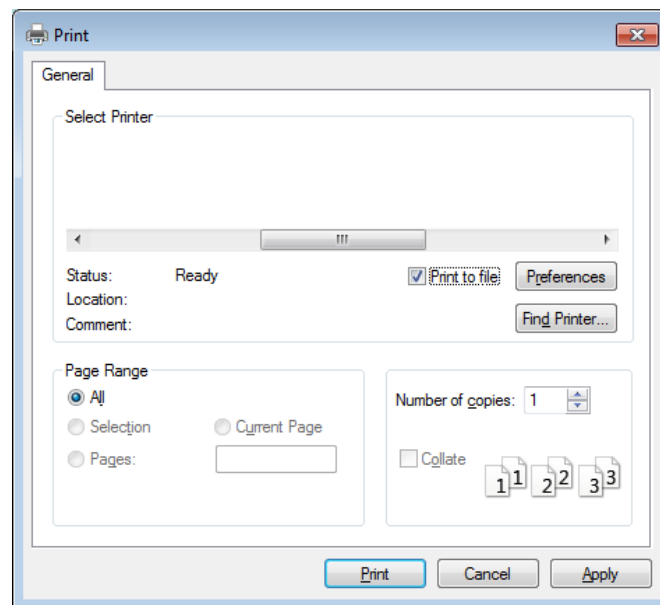 Print
General
Select Printer
Status: Ready Print to file Preferences
Location:
Comment: Find Printer...
Page Range
All Number of copies: 1
Selection Current Page
Pages: Collate 1 1 2 2 3 3
Print Cancel Apply